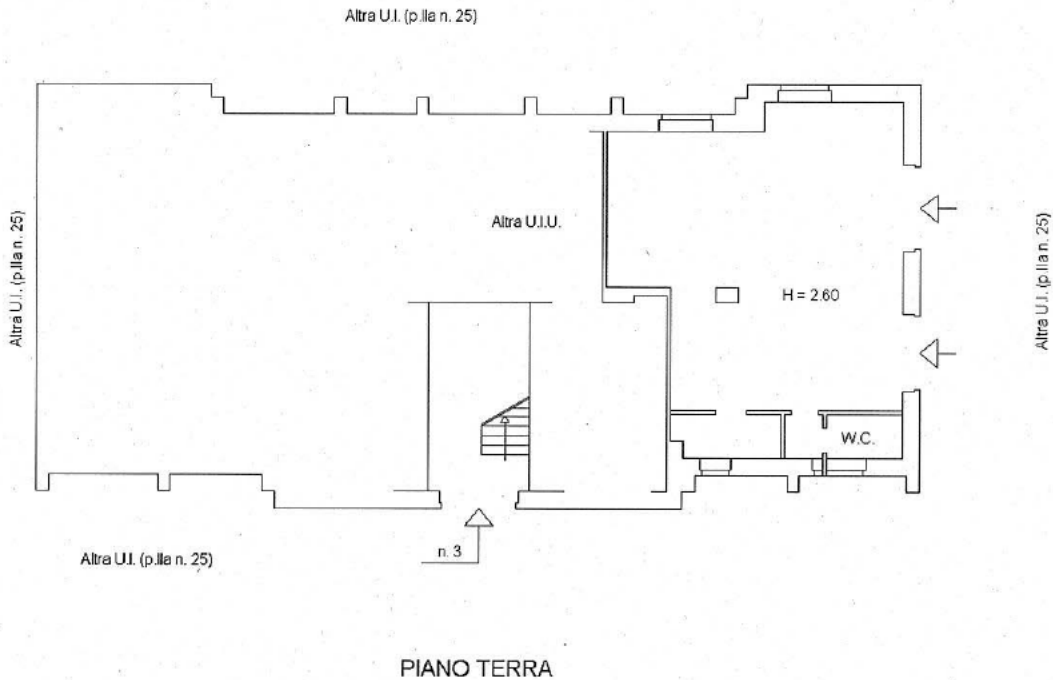 Altra U.I. (p.lla n. 25)
Altra U.I. (p.lla n. 25)
Altra U.I.U.
H = 2.60
Altra U.I. (p.lla n. 25)
W.C.
n. 3
Altra U.I. (p.lla n. 25)
PIANO TERRA